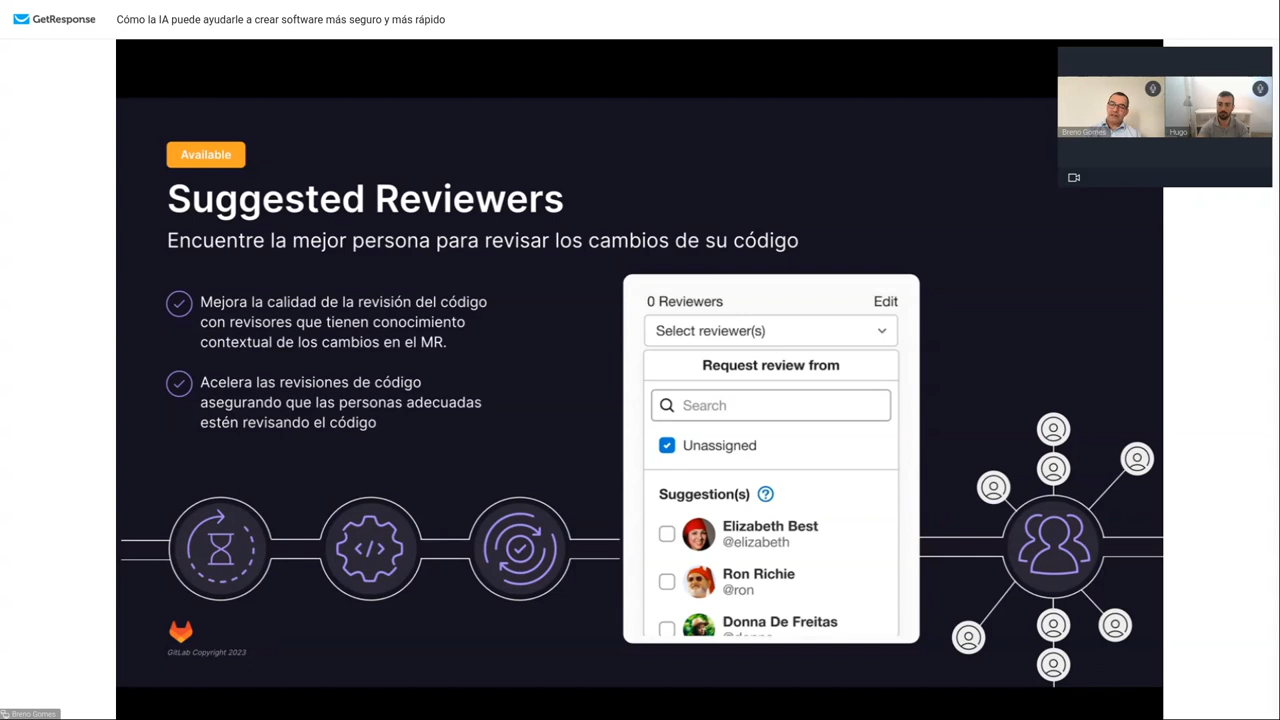 GetResponse
Cómo la IA puede ayudarle a crear software más seguro y más rápido
Breno Gomes
Hugo
Available
Suggested Reviewers
Encuentre la mejor persona para revisar los cambios de su código
Mejora la calidad de la revisión del código
con revisores que tienen conocimiento
contextual de los cambios en el MR.
Acelera las revisiones de código
asegurando que las personas adecuadas
estén revisando el código
0 Reviewers
Edit
Select reviewer(s)
Request review from
Search
Unassigned
Suggestion(s) ?
Elizabeth Best
@elizabeth
Ron Richie
@ron
Donna De Freitas
</>
GitLab Copyright 2023
Breno Gomes